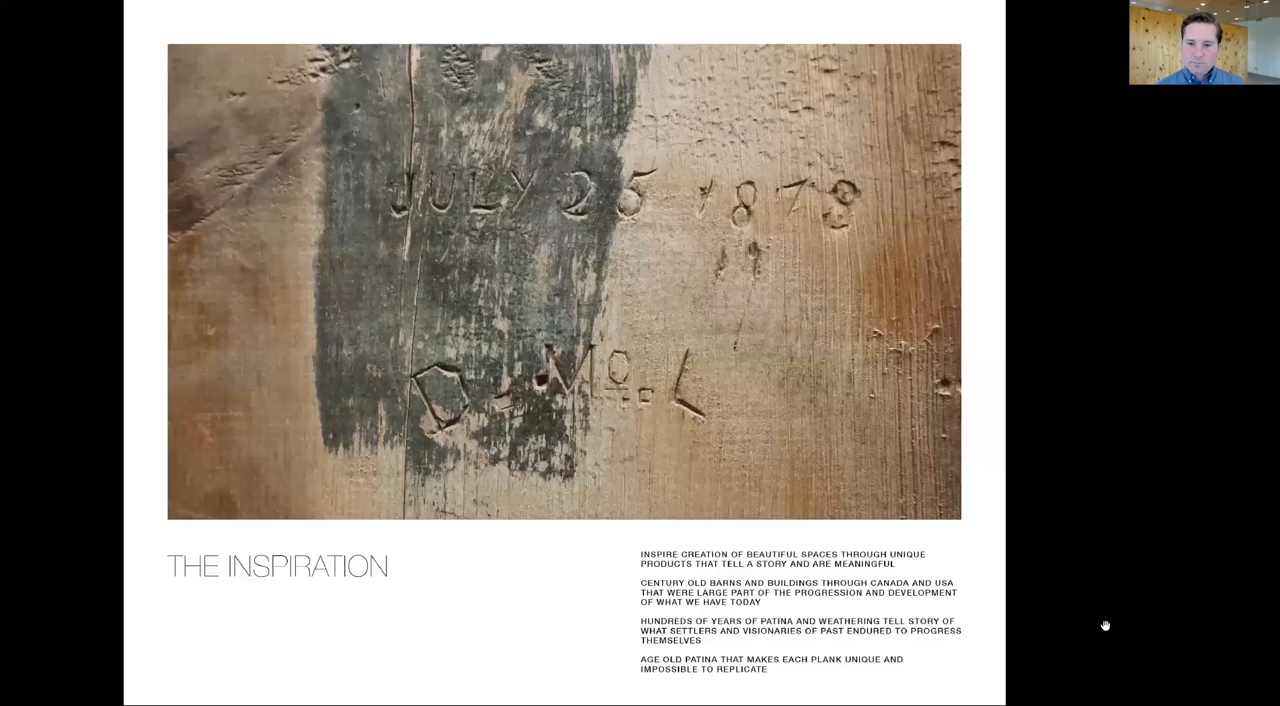 JULY 25 1878
D. Mc. L
THE INSPIRATION
INSPIRE CREATION OF BEAUTIFUL SPACES THROUGH UNIQUE
PRODUCTS THAT TELL A STORY AND ARE MEANINGFUL
CENTURY OLD BARNS AND BUILDINGS THROUGH CANADA AND USA
THAT WERE LARGE PART OF THE PROGRESSION AND DEVELOPMENT
OF WHAT WE HAVE TODAY
HUNDREDS OF YEARS OF PATINA AND WEATHERING TELL STORY OF
WHAT SETTLERS AND VISIONARIES OF PAST ENDURED TO PROGRESS
THEMSELVES
AGE OLD PATINA THAT MAKES EACH PLANK UNIQUE AND
IMPOSSIBLE TO REPLICATE